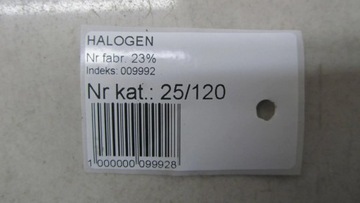 HALOGEN
Nr fabr. 23%
Indeks: 009992
Nr kat.: 25/120
1 000000 099928